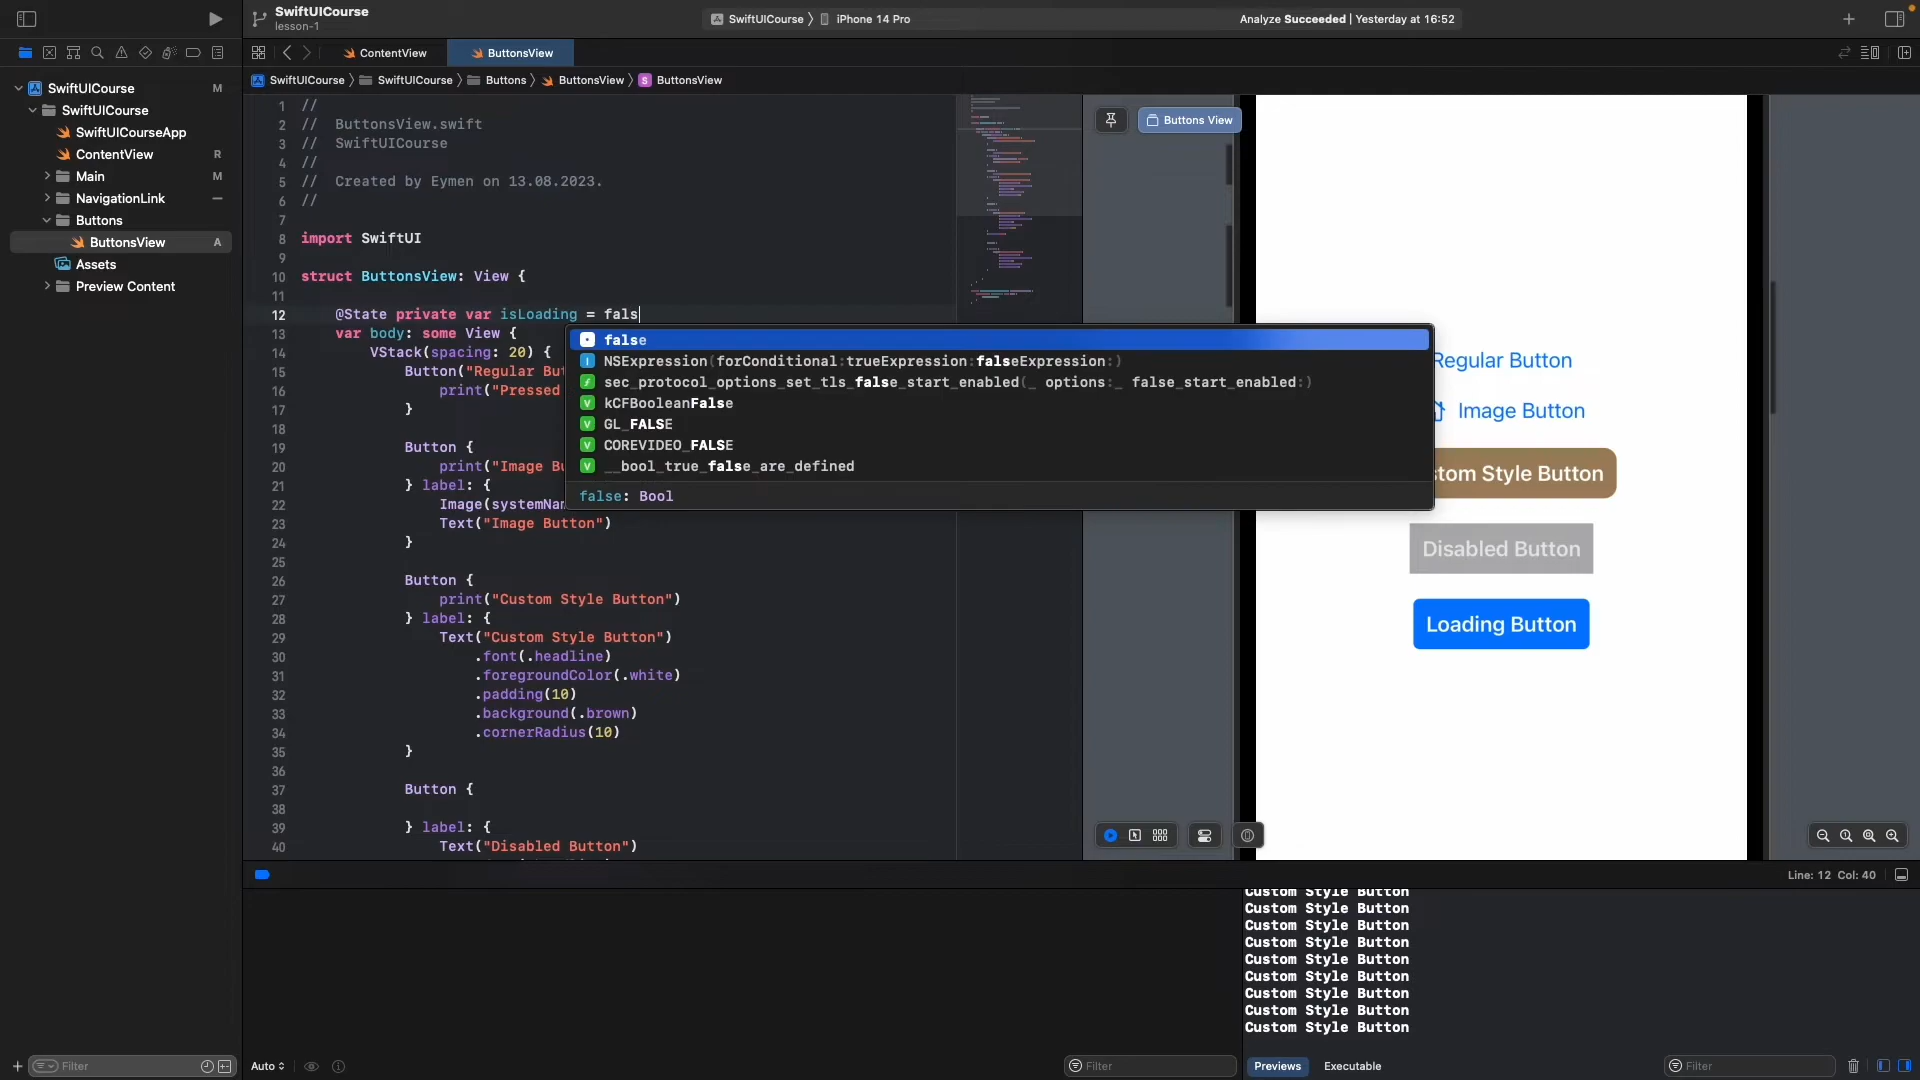 SwiftUICourse
lesson-1
SwiftUICourse
iPhone 14 Pro
Analyze Succeeded | Yesterday at 16:52
ContentView
ButtonsView
SwiftUICourse
SwiftUICourse
Buttons
ButtonsView
S
ButtonsView
SwiftUICourse
M
SwiftUICourse
SwiftUICourseApp
ContentView
R
Main
M
NavigationLink
Buttons
ButtonsView
A
Assets
Preview Content
1 //
2 // ButtonsView.swift
3 // SwiftUICourse
4 //
5 // Created by Eymen on 13.08.2023.
6 //
7
8 import SwiftUI
9
10 struct ButtonsView: View {
11
12 @State private var isLoading = fals
13 var body: some View {
14 VStack(spacing: 20) {
15 Button("Regular
16 print("Pressed
17 }
18
19 Button {
20 print("Image
21 } label: {
22
23 Text("Image Button")
24 }
25
26 Button {
27 print("Custom Style Button")
28 } label: {
29 Text("Custom Style Button")
30 .font(.headline)
31 .foregroundColor(.white)
32 .padding(10)
33 .background(.brown)
34 .cornerRadius(10)
35 }
36
37 Button {
38
39 } label: {
40 Text("Disabled Button")
false
I NSExpression(forConditional:trueExpression:falseExpression:)
f sec_protocol_options_set_tls_false_start_enabled(_ options:_ false_start_enabled:)
V kCFBooleanFalse
V GL_FALSE
V COREVIDEO_FALSE
V __bool_true_false_are_defined
false: Bool
Buttons View
Regular Button
Image Button
Style Button
Disabled Button
Loading Button
Line: 12 Col: 40
Custom Style Button
Custom Style Button
Custom Style Button
Custom Style Button
Custom Style Button
Custom Style Button
Custom Style Button
Custom Style Button
Custom Style Button
Filter
Auto
Filter
Previews
Executable
Filter